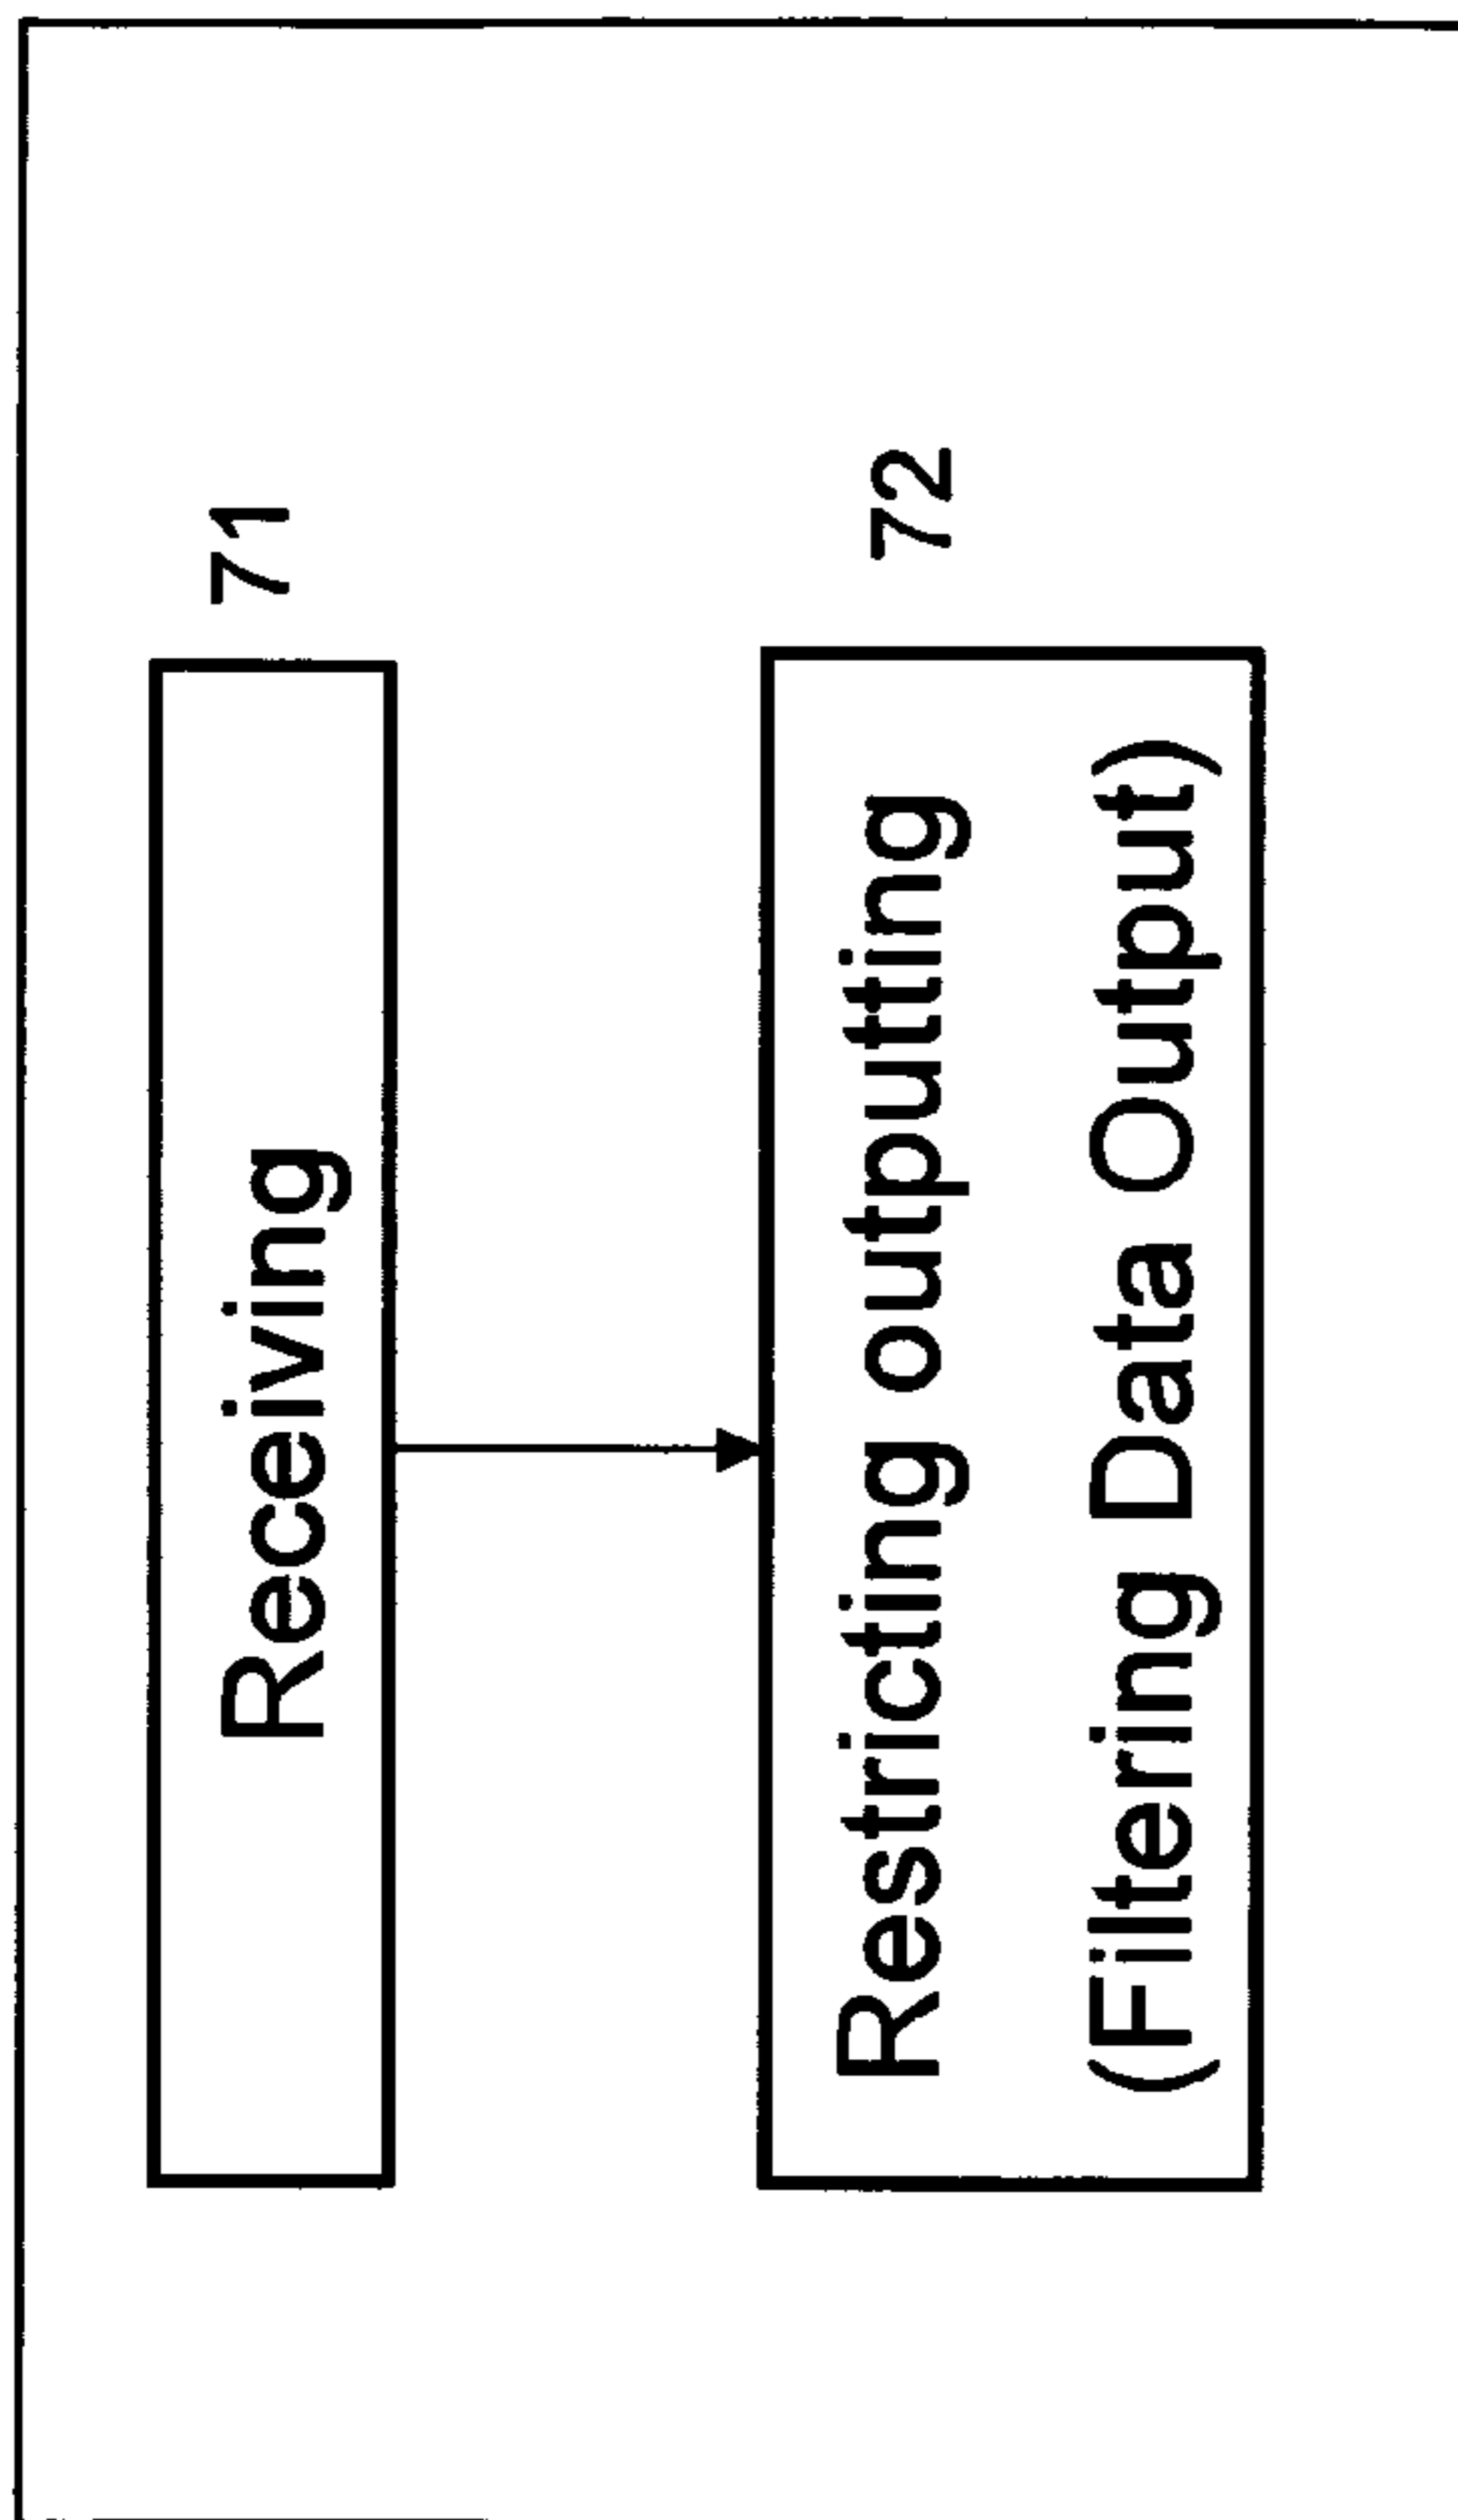 Receiving 71
Restricting outputting 72
(Filtering Data Output)